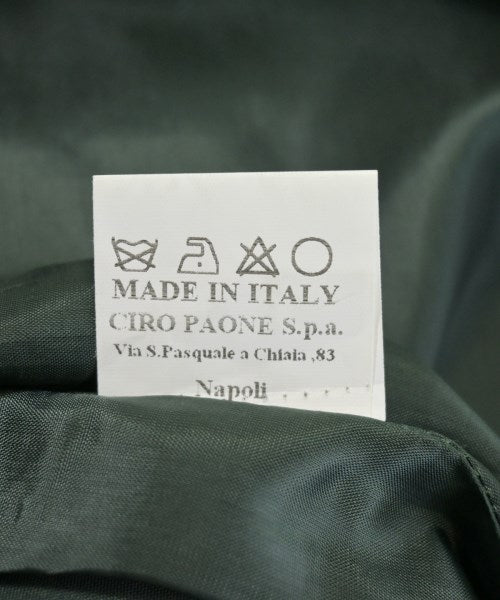 MADE IN ITALY
CIRO PAONE S.p.a.
Via S.Pasquale a Chiaia ,83
Napoli